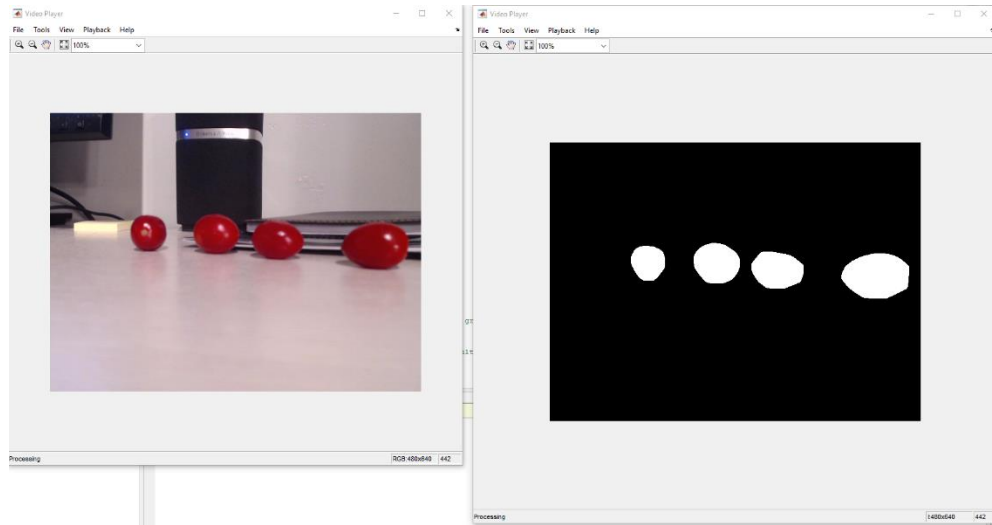 Video Player
File Tools View Playback Help
100%
Processing
RGB:480x640 442
Video Player
File Tools View Playback Help
100%
Processing
I:480x640 442